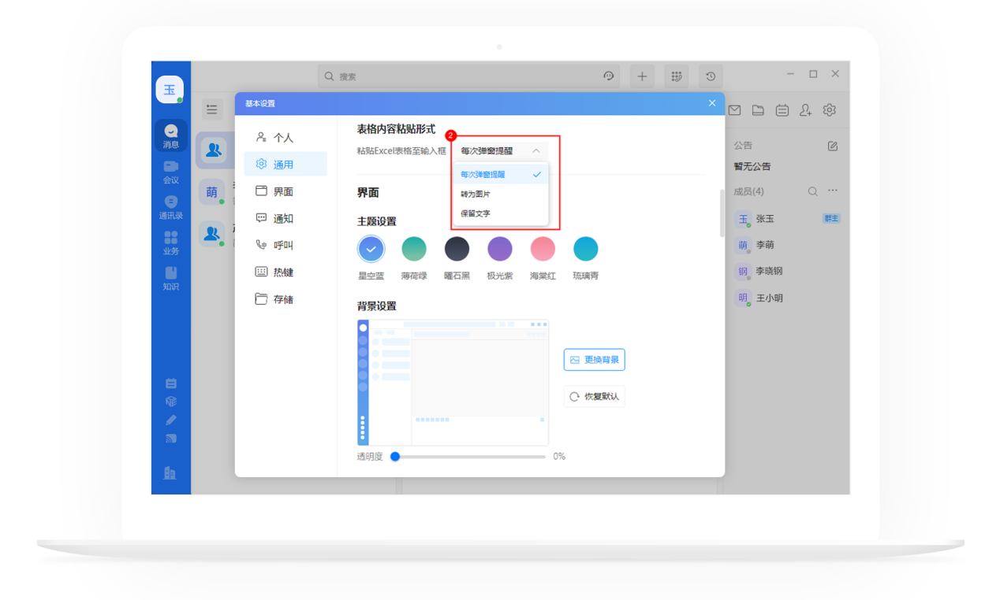 搜索
玉
基本设置
消息
会议
通讯录
业务
知识
萌
个人
通用
界面
通知
呼叫
热键
存储
表格内容粘贴形式
2
粘贴Excel表格至输入框
每次弹窗提醒
每次弹窗提醒
转为图片
保留文字
界面
主题设置
星空蓝
薄荷绿
曜石黑
极光紫
海棠红
琉璃青
背景设置
更换背景
恢复默认
透明度
0%
公告
暂无公告
成员(4)
玉 张玉 群主
萌 李萌
钢 李晓钢
明 王小明